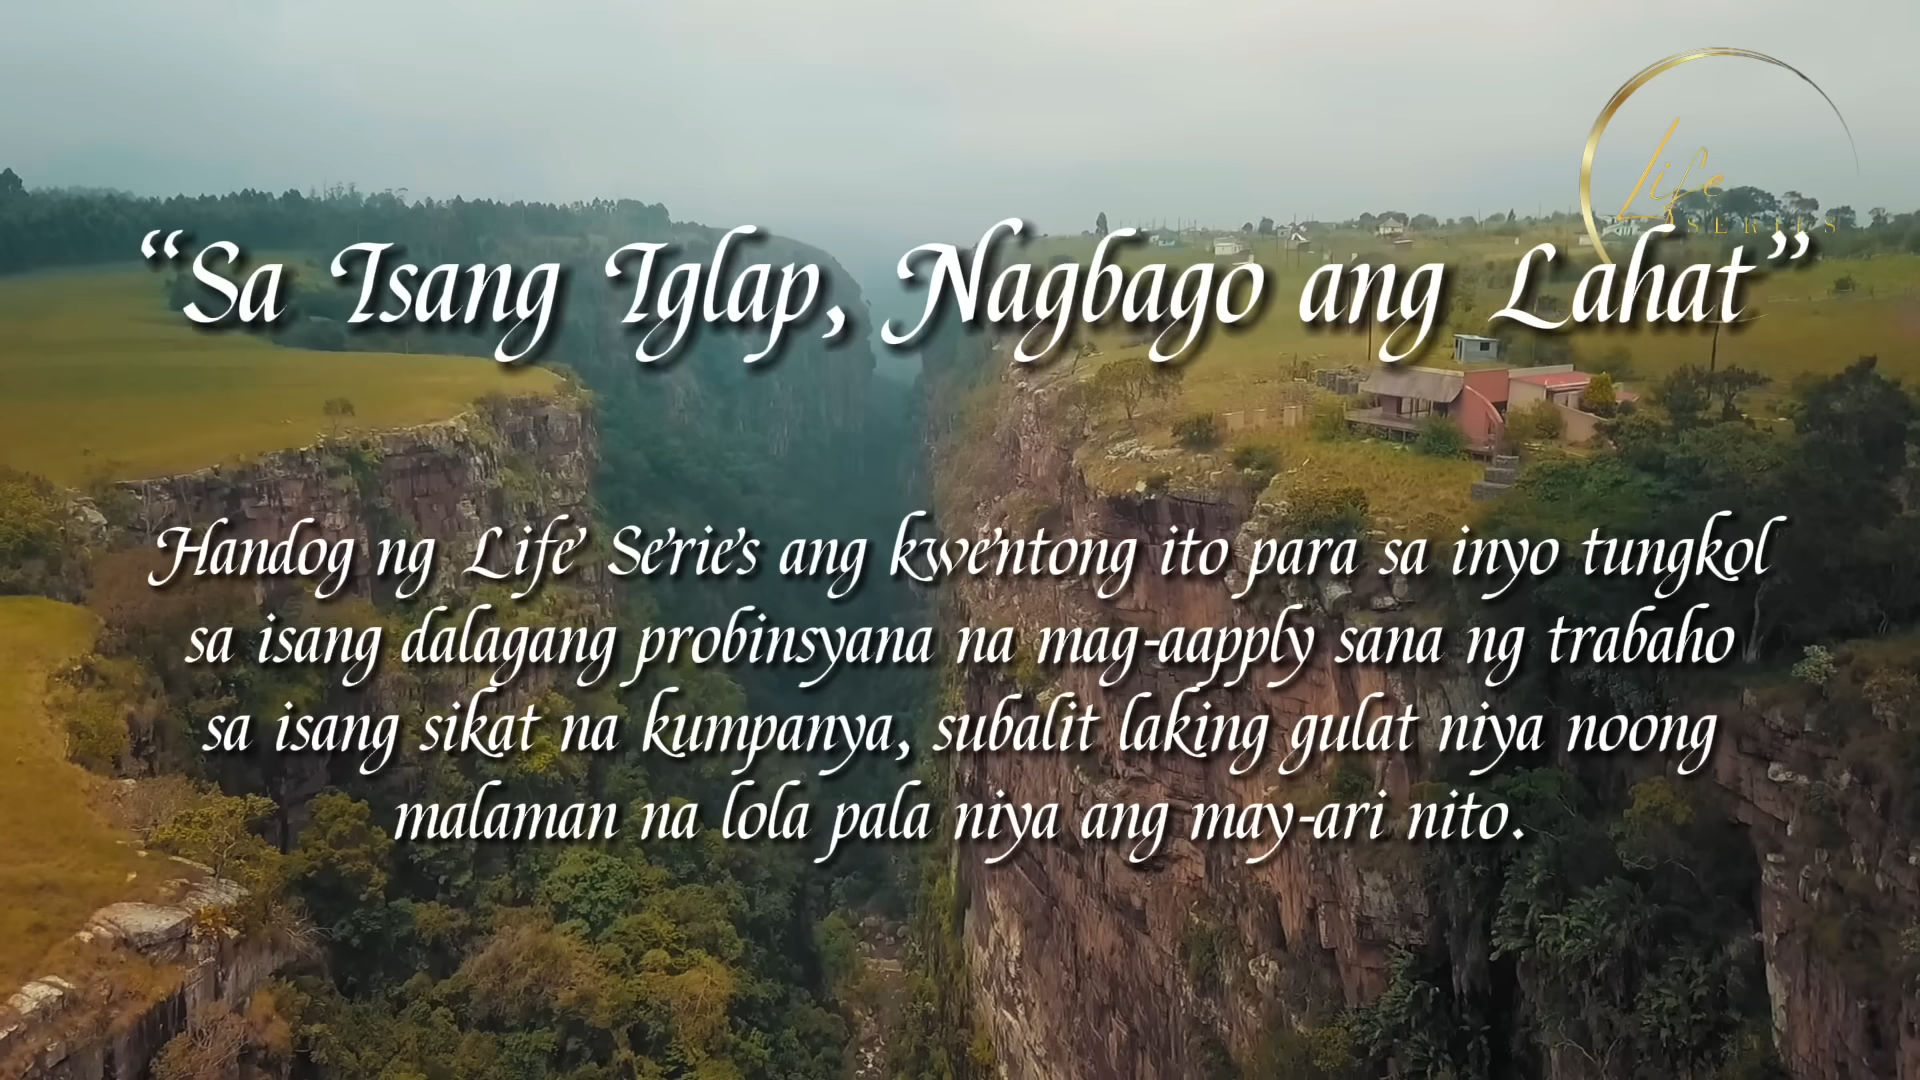 Life
SERIES
“Sa Isang Iglap, Nagbago ang Lahat”
Handog ng Life Series ang kwentong ito para sa inyo tungkol
sa isang dalagang probinsyana na mag-aapply sana ng trabaho
sa isang sikat na kumpanya, subalit laking gulat niya noong
malaman na lola pala niya ang may-ari nito.